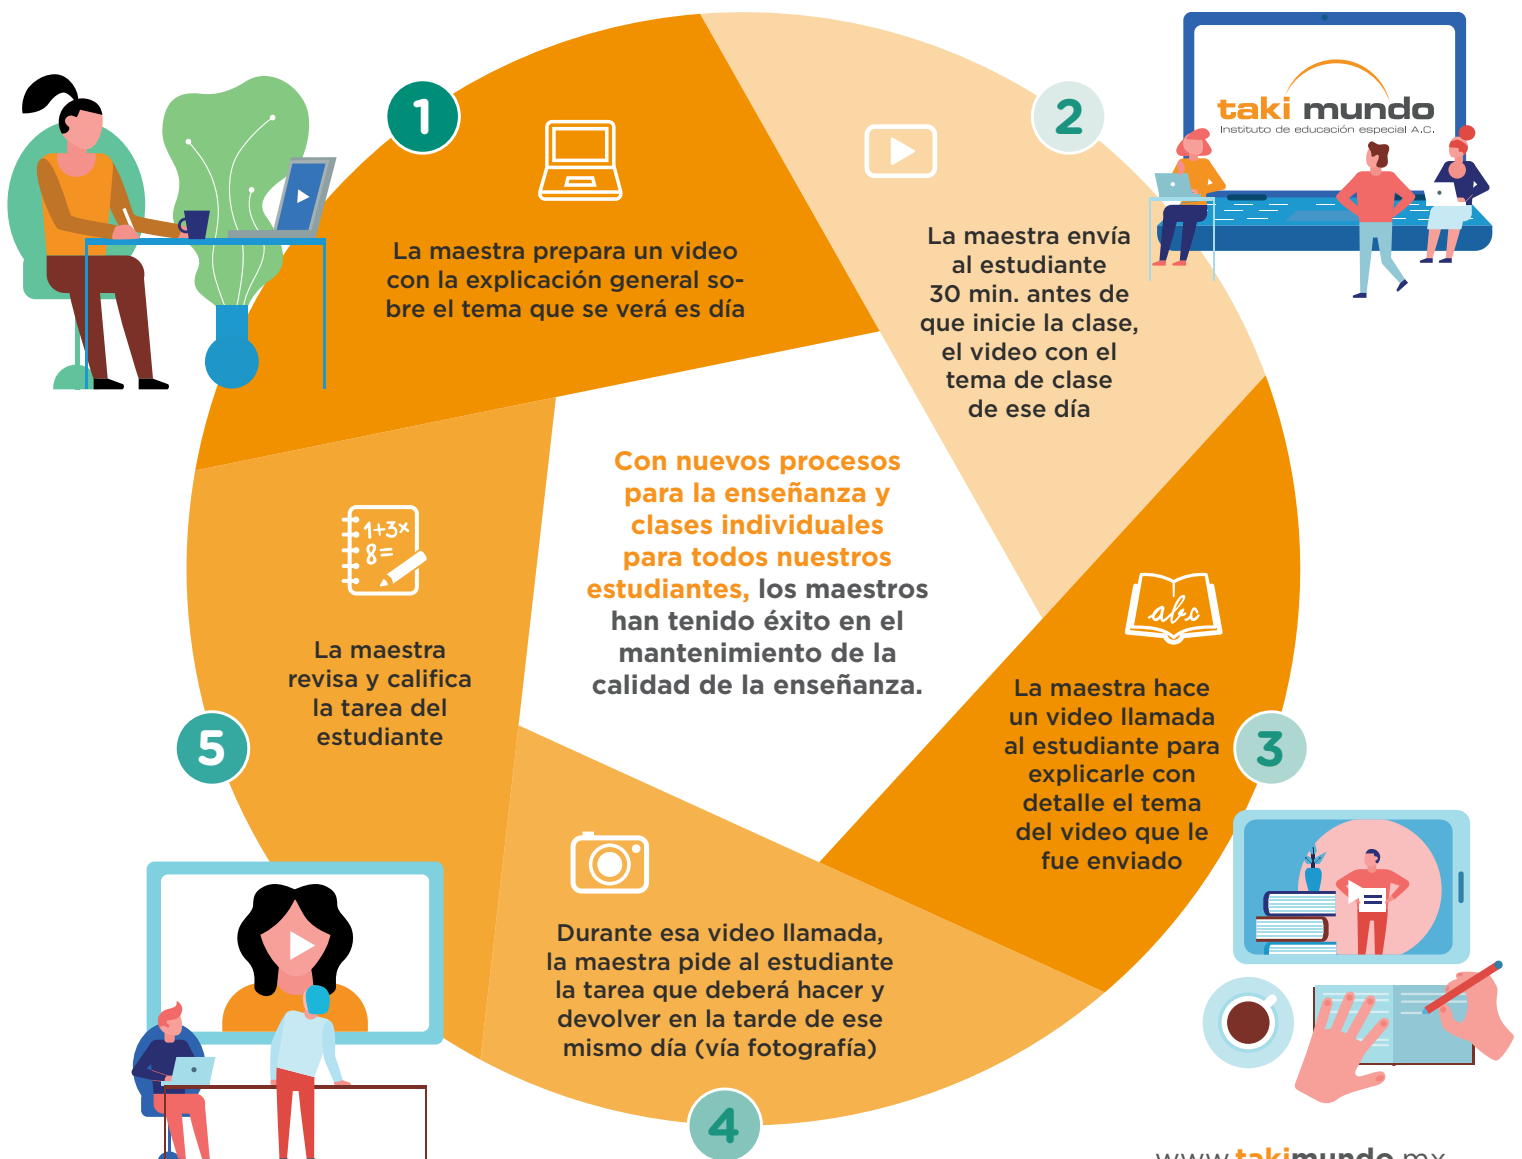 1
La maestra prepara un video
con la explicación general so-
bre el tema que se verá es día
2
La maestra envía
al estudiante
30 min. antes de
que inicie la clase,
el video con el
tema de clase
de ese día
taki mundo
Instituto de educación especial A.C.
Con nuevos procesos
para la enseñanza y
clases individuales
para todos nuestros
estudiantes, los maestros
han tenido éxito en el
mantenimiento de la
calidad de la enseñanza.
abc
La maestra hace
un video llamada
al estudiante para
explicarle con
detalle el tema
del video que le
fue enviado
3
Durante esa video llamada,
la maestra pide al estudiante
la tarea que deberá hacer y
devolver en la tarde de ese
mismo día (vía fotografía)
4
1+3×
8=
La maestra
revisa y califica
la tarea del
estudiante
5
www.takimundo.mx